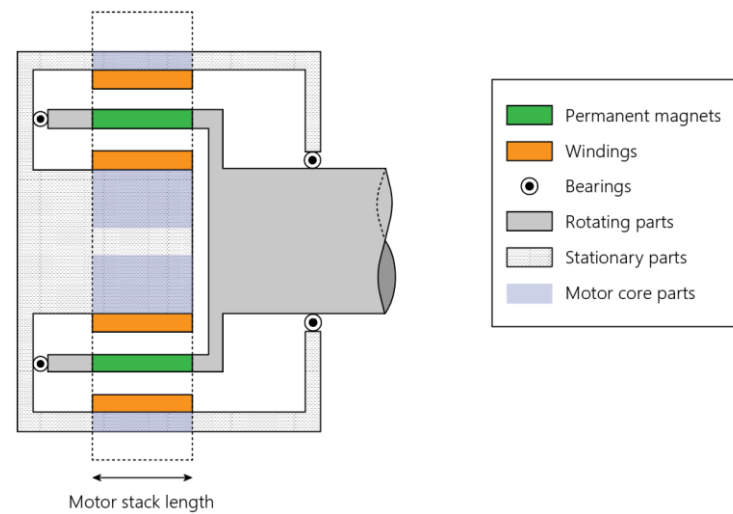 Permanent magnets
Windings
Bearings
Rotating parts
Stationary parts
Motor core parts
Motor stack length